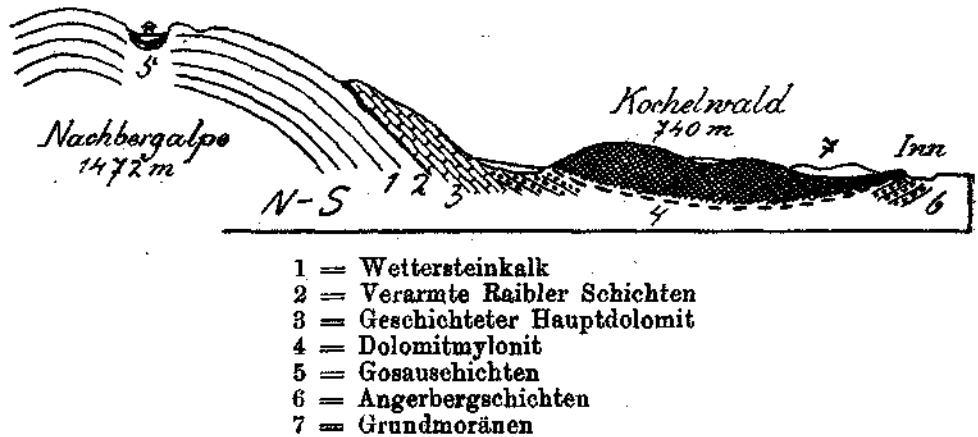 5
Kochelwald
740 m
Nachbergalpe
1472 m
7
Inn
N-S
1
2
3
4
6
1 = Wettersteinkalk
2 = Verarmte Raibler Schichten
3 = Geschichteter Hauptdolomit
4 = Dolomitmylonit
5 = Gosauschichten
6 = Angerbergschichten
7 = Grundmoränen